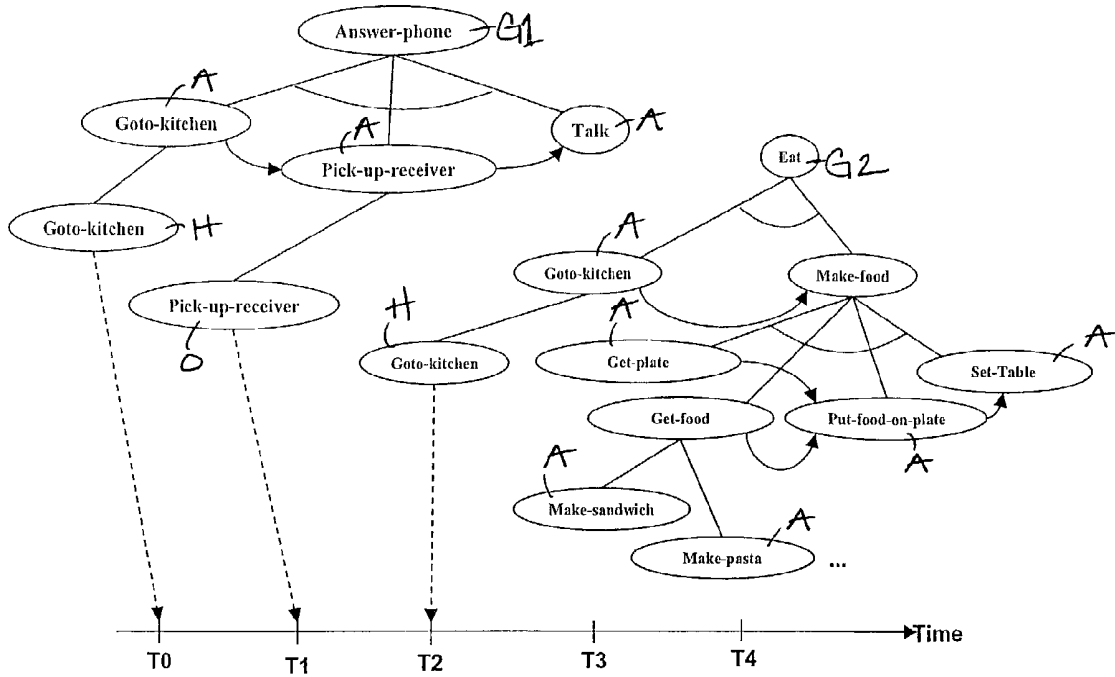 Answer-phone G1
A
Goto-kitchen
A
Talk A
Pick-up-receiver
Eat G2
Goto-kitchen H
A
Goto-kitchen
Make-food
Pick-up-receiver
O
H
A
Goto-kitchen
Get-plate
A
Set-Table
Get-food
Put-food-on-plate
A
A
Make-sandwich
A
Make-pasta ...
Time
T0 T1 T2 T3 T4